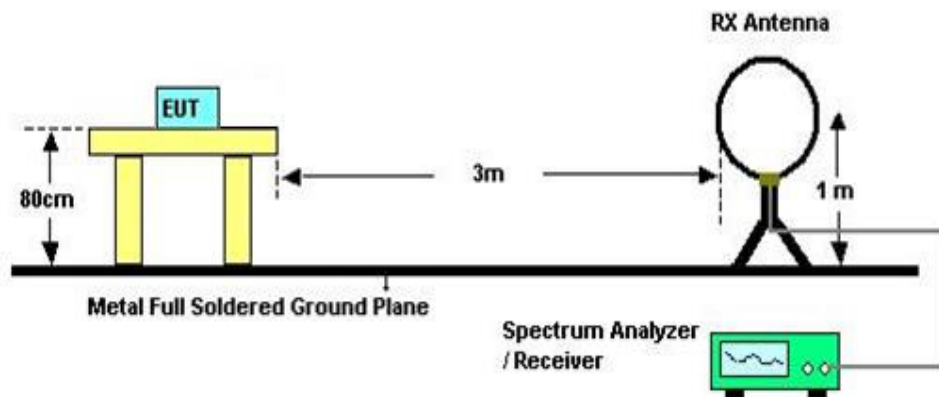 RX Antenna
EUT
3m
80cm
1 m
Metal Full Soldered Ground Plane
Spectrum Analyzer
/ Receiver